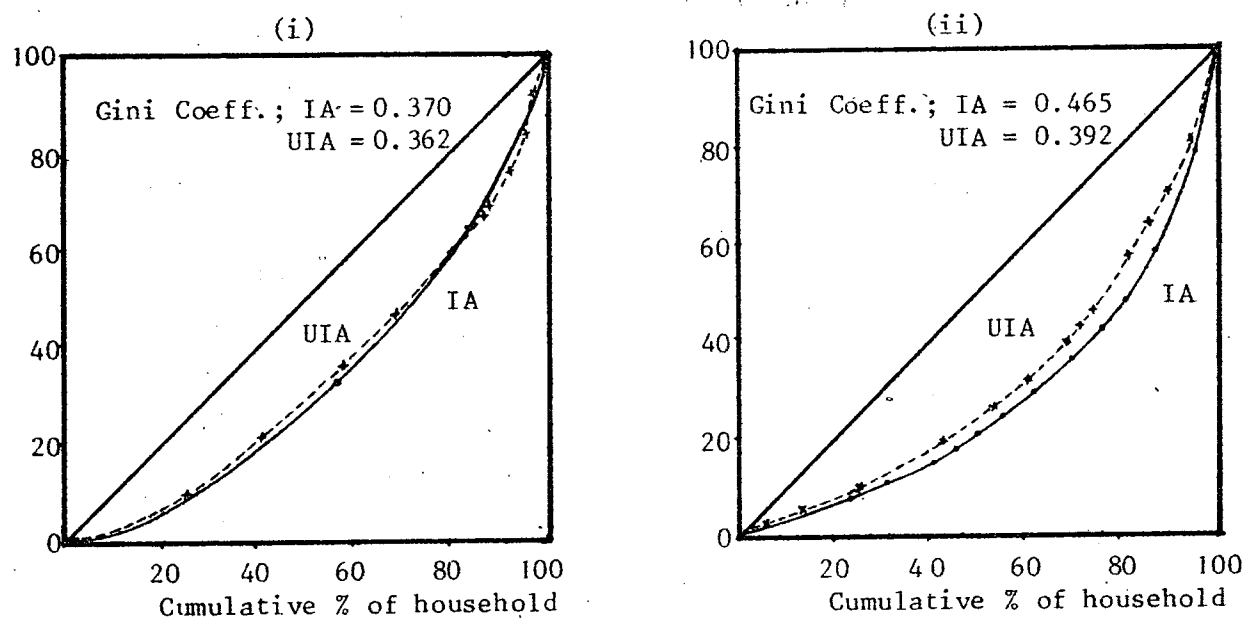 (i)
100
Gini Coeff.; IA = 0.370
UIA = 0.362
80
60
IA
UIA
40
20
0
20 40 60 80 100
Cumulative % of household
(ii)
100
Gini Coeff.; IA = 0.465
UIA = 0.392
80
60
IA
UIA
40
20
0
20 40 60 80 100
Cumulative % of household